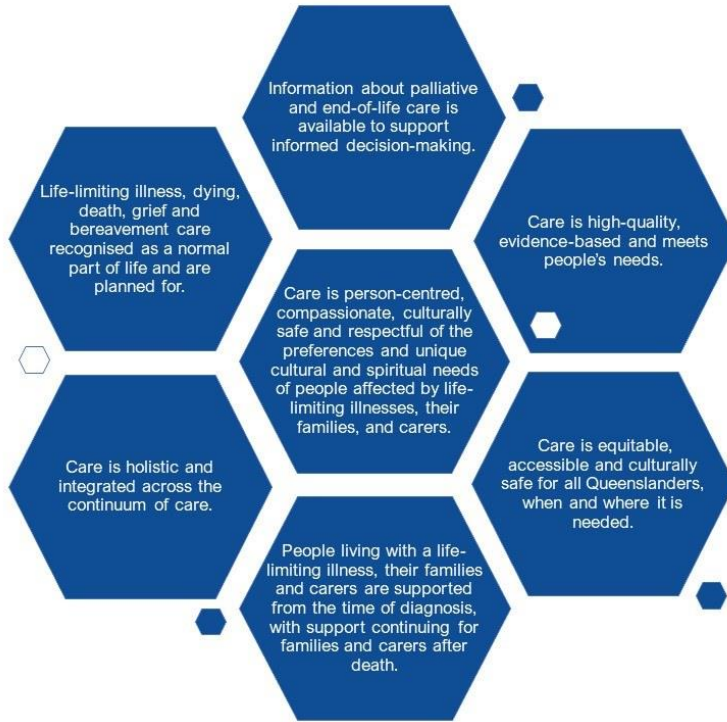 Information about palliative
and end-of-life care is
available to support
informed decision-making.
Life-limiting illness, dying,
death, grief and
bereavement care
recognised as a normal
part of life and are
planned for.
Care is high-quality,
evidence-based and meets
people's needs.
Care is person-centred,
compassionate, culturally
safe and respectful of the
preferences and unique
cultural and spiritual needs
of people affected by life-
limiting illnesses, their
families, and carers.
Care is holistic and
integrated across the
continuum of care.
Care is equitable,
accessible and culturally
safe for all Queenslanders,
when and where it is
needed.
People living with a life-
limiting illness, their families
and carers are supported
from the time of diagnosis,
with support continuing for
families and carers after
death.